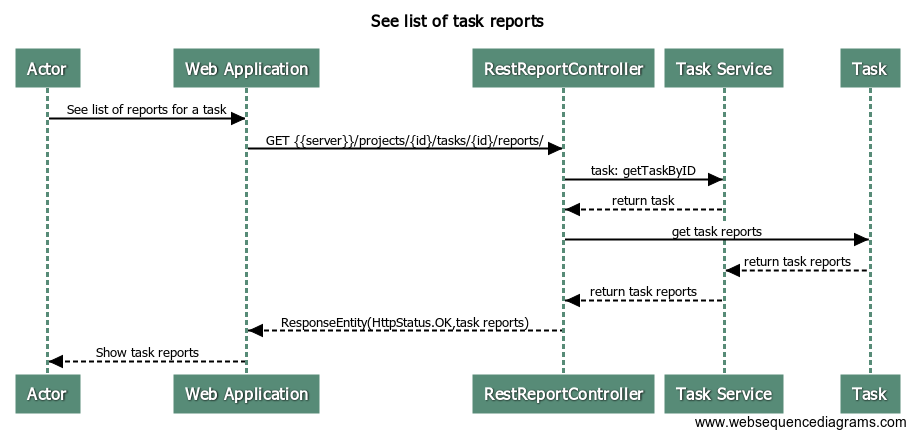 See list of task reports
Actor
Web Application
RestReportController
Task Service
Task
See list of reports for a task
GET {{server}}/projects/{id}/tasks/{id}/reports/
task: getTaskByID
return task
get task reports
return task reports
return task reports
ResponseEntity(HttpStatus.OK,task reports)
Show task reports
Actor
Web Application
RestReportController
Task Service
Task
www.websequencediagrams.com